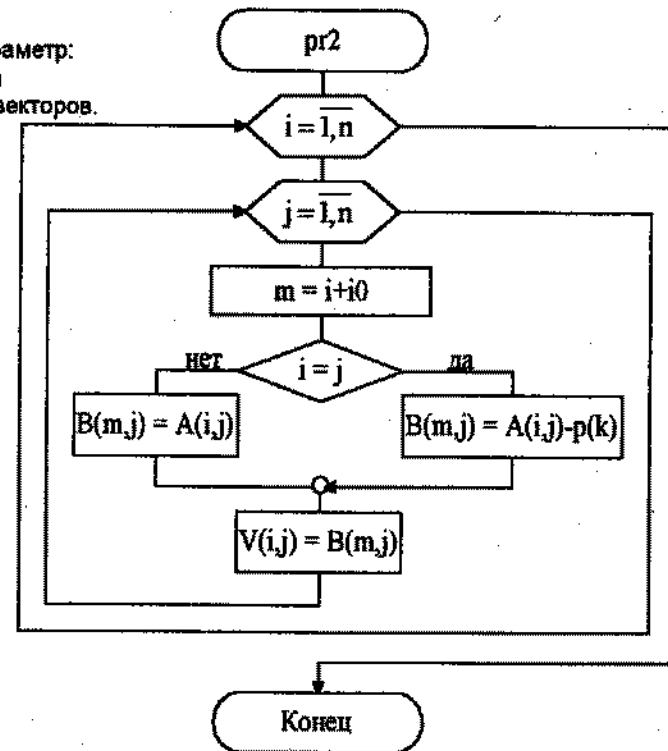 pr2
аметр:
векторов.
i = 1,n
j = 1,n
m = i+i0
нет
i = j
да
B(m,j) = A(i,j)
B(m,j) = A(i,j)-p(k)
V(i,j) = B(m,j)
Конец